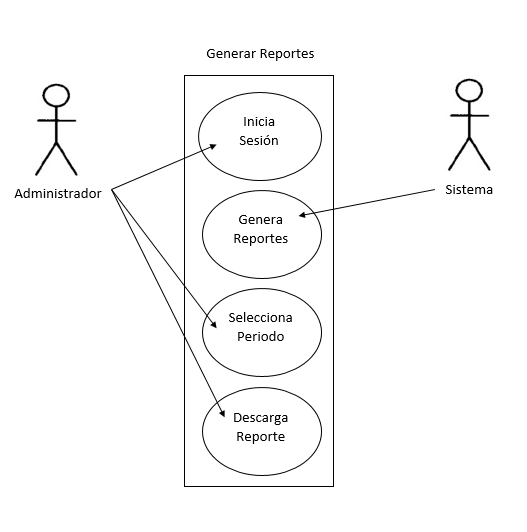 Generar Reportes
Inicia
Sesión
Administrador
Sistema
Genera
Reportes
Selecciona
Periodo
Descarga
Reporte